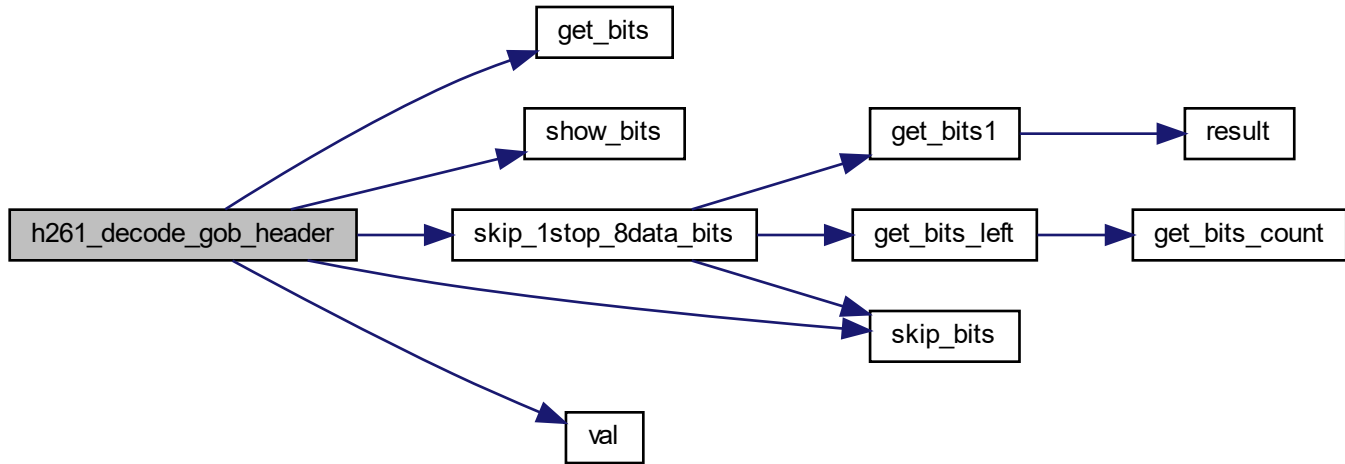 get_bits
show_bits
get_bits1
result
h261_decode_gob_header
skip_1stop_8data_bits
get_bits_left
get_bits_count
skip_bits
val